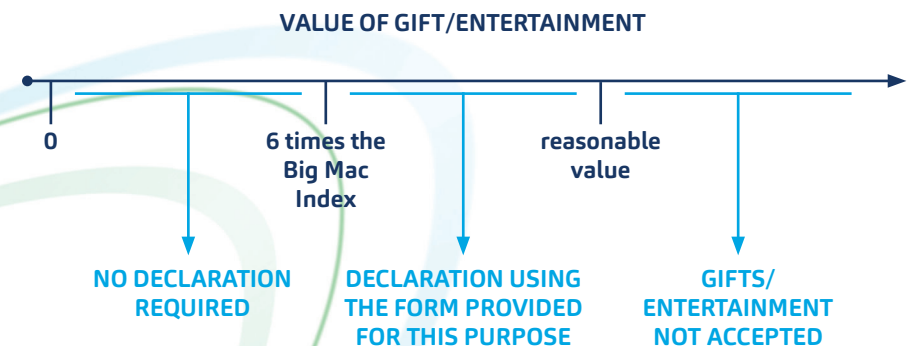 VALUE OF GIFT/ENTERTAINMENT
0
6 times the
Big Mac
Index
reasonable
value
NO DECLARATION
REQUIRED
DECLARATION USING
THE FORM PROVIDED
FOR THIS PURPOSE
GIFTS/
ENTERTAINMENT
NOT ACCEPTED